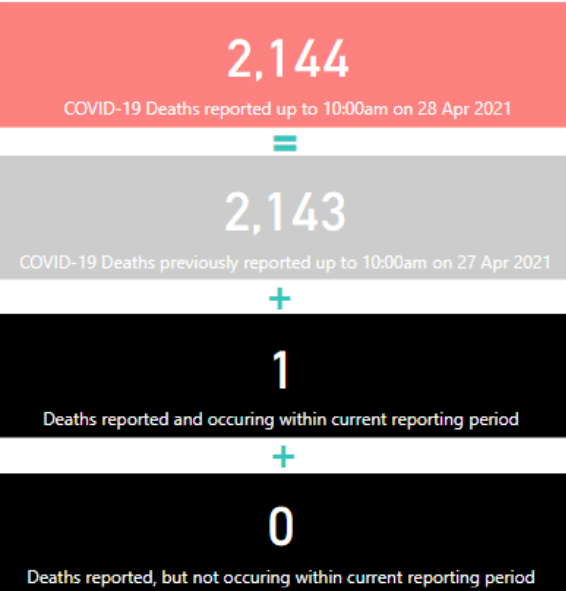 2,144
COVID-19 Deaths reported up to 10:00am on 28 Apr 2021
=
2,143
COVID-19 Deaths previously reported up to 10:00am on 27 Apr 2021
+
1
Deaths reported and occuring within current reporting period
+
0
Deaths reported, but not occuring within current reporting period